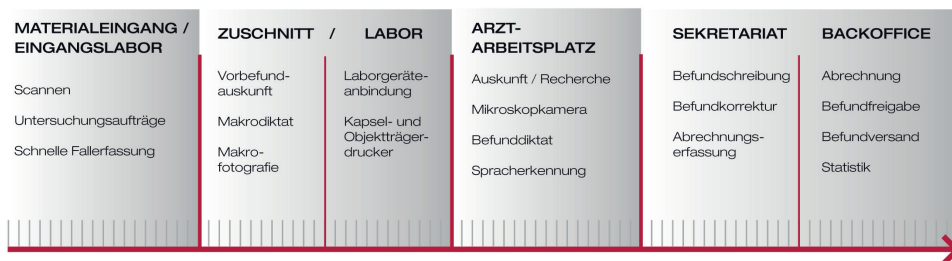 MATERIALEINGANG /
EINGANGSLABOR
Scannen
Untersuchungsaufträge
Schnelle Fallerfassung
ZUSCHNITT / LABOR
Vorbefund-
auskunft
Makrodiktat
Makro-
fotografie
Laborgeräte-
anbindung
Kapsel- und
Objektträger-
drucker
ARZT-
ARBEITSPLATZ
Auskunft / Recherche
Mikroskopkamera
Befunddiktat
Spracherkennung
SEKRETARIAT
Befundschreibung
Befundkorrektur
Abrechnungs-
erfassung
BACKOFFICE
Abrechnung
Befundfreigabe
Befundversand
Statistik